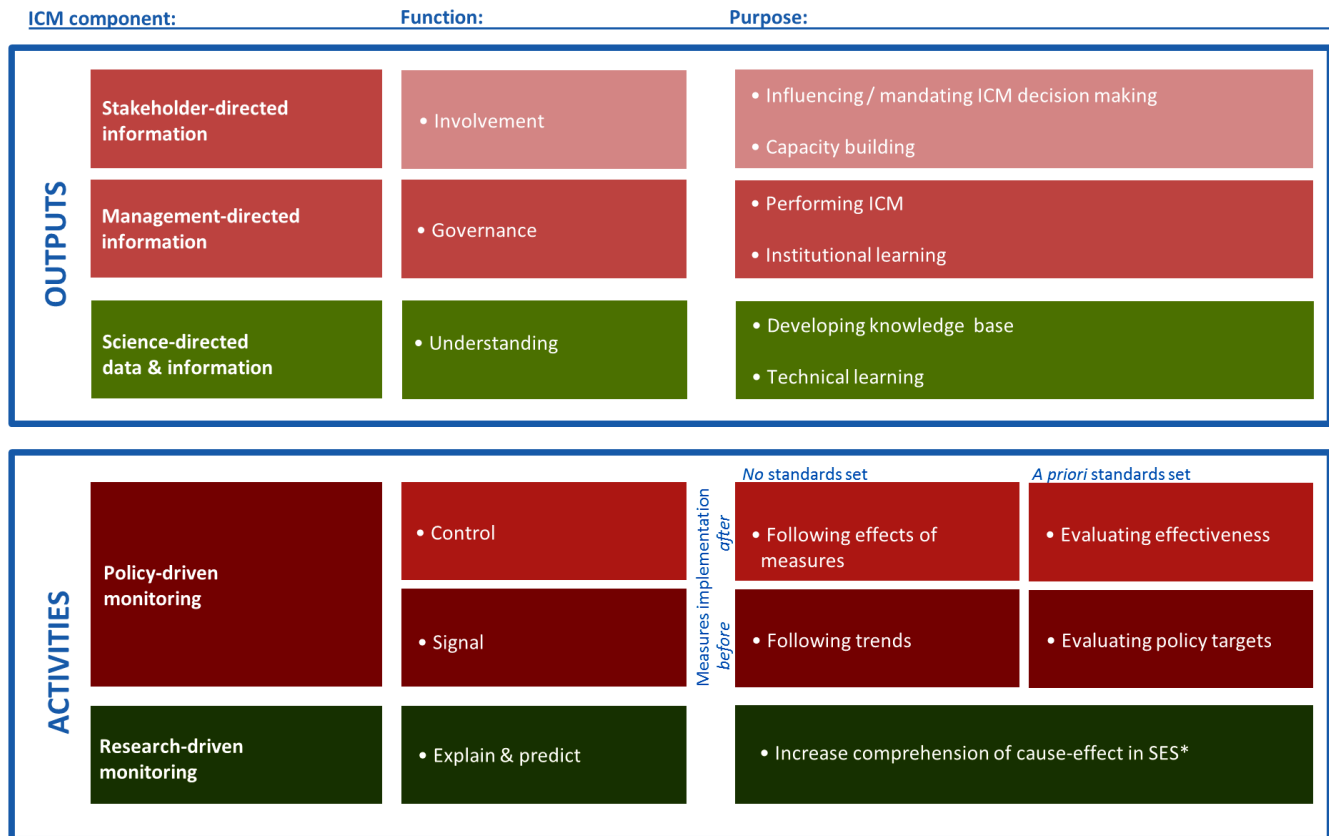 ICM component:
Function:
Purpose:
OUTPUTS
Stakeholder-directed
information
• Involvement
• Influencing / mandating ICM decision making
• Capacity building
Management-directed
information
• Governance
• Performing ICM
• Institutional learning
Science-directed
data & information
• Understanding
• Developing knowledge base
• Technical learning
ACTIVITIES
Policy-driven
monitoring
• Control
• Signal
Measures implementation
after
before
No standards set
A priori standards set
• Following effects of
measures
• Evaluating effectiveness
• Following trends
• Evaluating policy targets
Research-driven
monitoring
• Explain & predict
• Increase comprehension of cause-effect in SES*